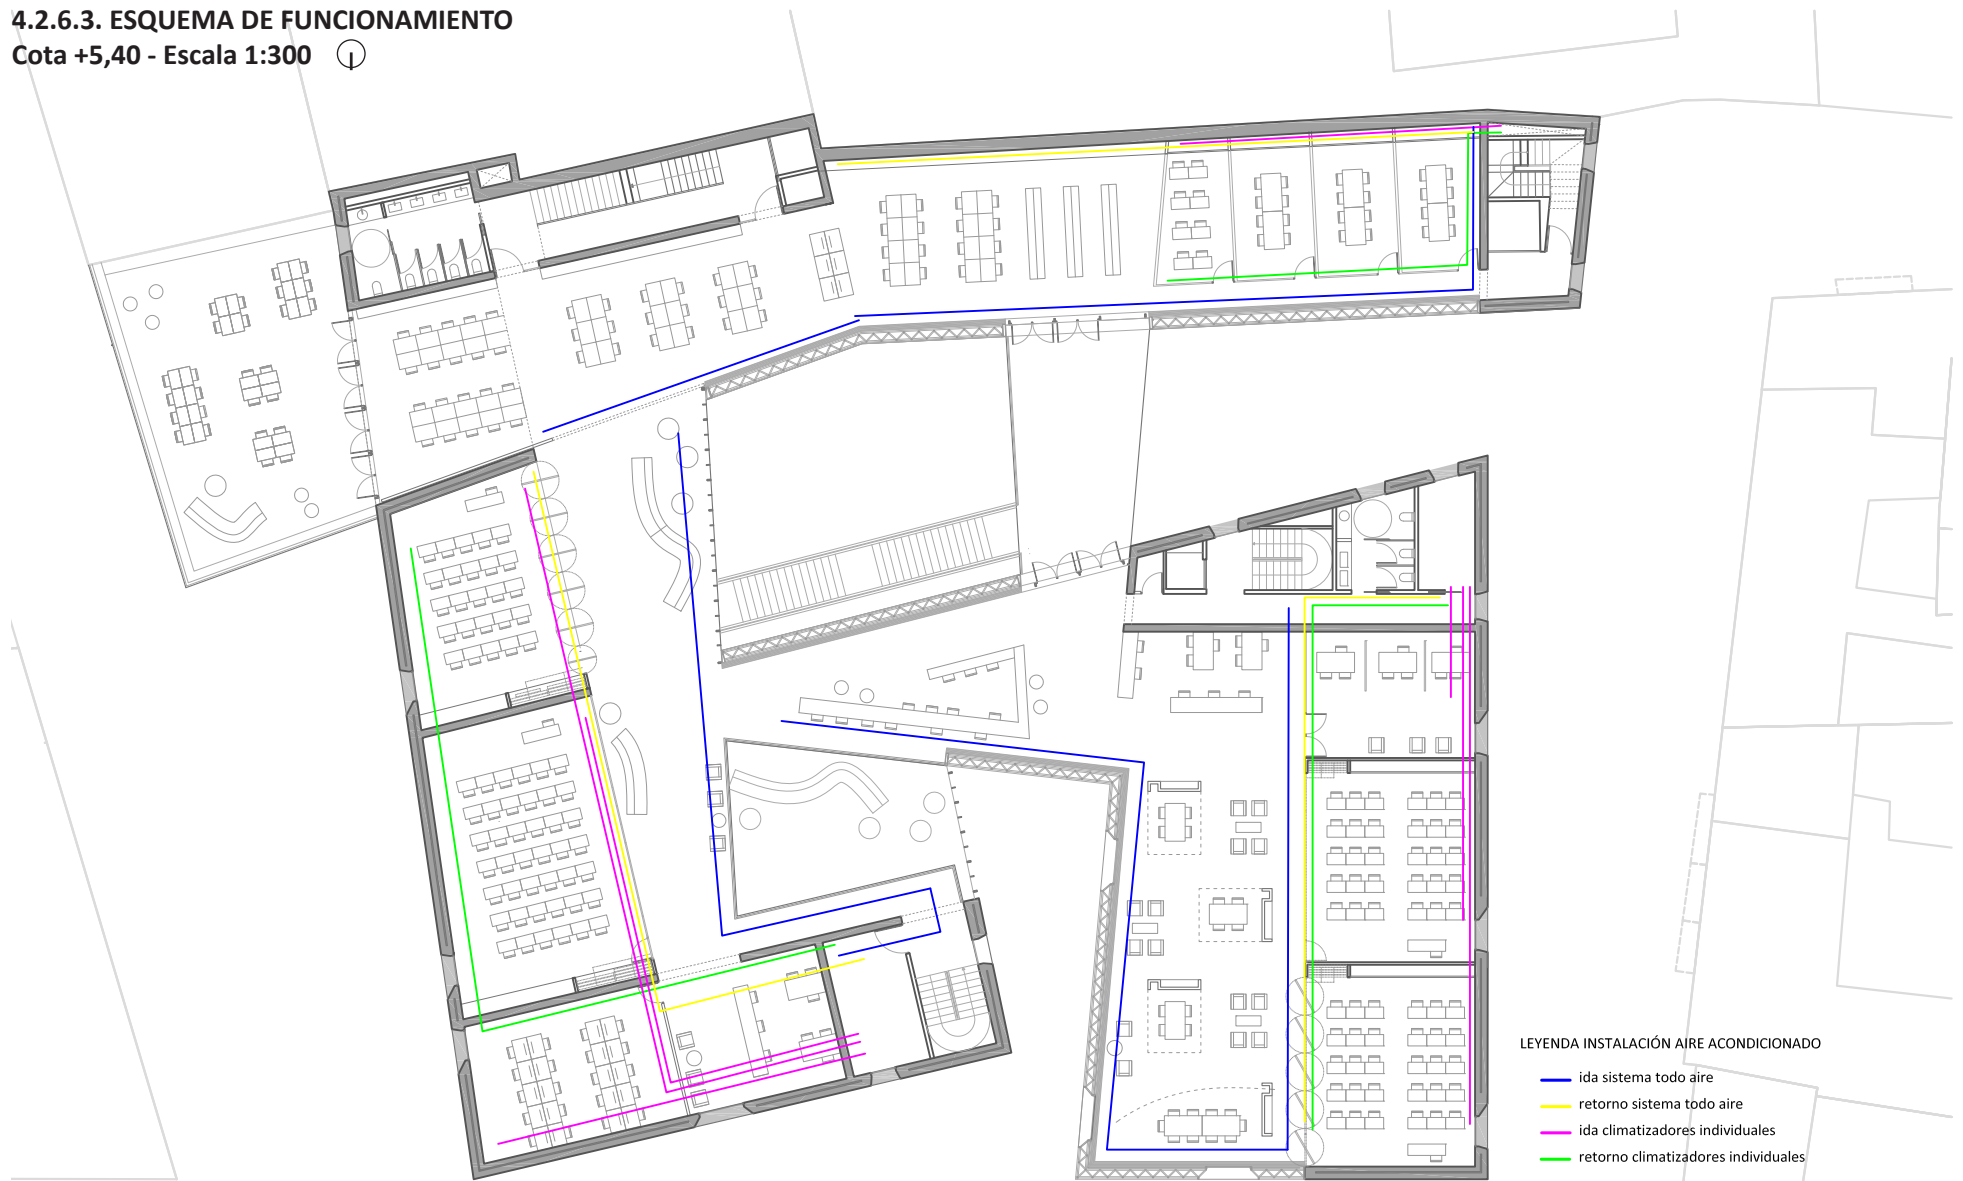 4.2.6.3. ESQUEMA DE FUNCIONAMIENTO
Cota +5,40 - Escala 1:300
LEYENDA INSTALACIÓN AIRE ACONDICIONADO
ida sistema todo aire
retorno sistema todo aire
ida climatizadores individuales
retorno climatizadores individuales